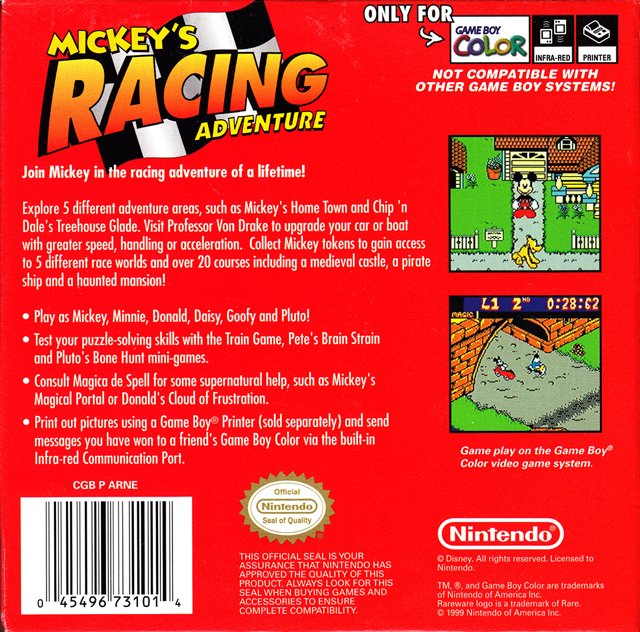 MICKEY'S
RACING
ADVENTURE
ONLY FOR
GAME BOY
COLOR
INFRA-RED
PRINTER
NOT COMPATIBLE WITH
OTHER GAME BOY SYSTEMS!
Join Mickey in the racing adventure of a lifetime!
Explore 5 different adventure areas, such as Mickey's Home Town and Chip 'n
Dale's Treehouse Glade. Visit Professor Von Drake to upgrade your car or boat
with greater speed, handling or acceleration. Collect Mickey tokens to gain access
to 5 different race worlds and over 20 courses including a medieval castle, a pirate
ship and a haunted mansion!
• Play as Mickey, Minnie, Donald, Daisy, Goofy and Pluto!
• Test your puzzle-solving skills with the Train Game, Pete's Brain Strain
and Pluto's Bone Hunt mini-games.
• Consult Magica de Spell for some supernatural help, such as Mickey's
Magical Portal or Donald's Cloud of Frustration.
• Print out pictures using a Game Boy® Printer (sold separately) and send
messages you have won to a friend's Game Boy Color via the built-in
Infra-red Communication Port.
L1 2ND 0:28:62
MAGIC
Game play on the Game Boy®
Color video game system.
CGB P ARNE
0 45496 73101 4
Official
Nintendo
Seal of Quality
®
THIS OFFICIAL SEAL IS YOUR
ASSURANCE THAT NINTENDO HAS
APPROVED THE QUALITY OF THIS
PRODUCT. ALWAYS LOOK FOR THIS
SEAL WHEN BUYING GAMES AND
ACCESSORIES TO ENSURE
COMPLETE COMPATIBILITY.
Nintendo®
© Disney. All rights reserved. Licensed to
Nintendo.
TM, ®, and Game Boy Color are trademarks
of Nintendo of America Inc.
Rareware logo is a trademark of Rare.
© 1999 Nintendo of America Inc.